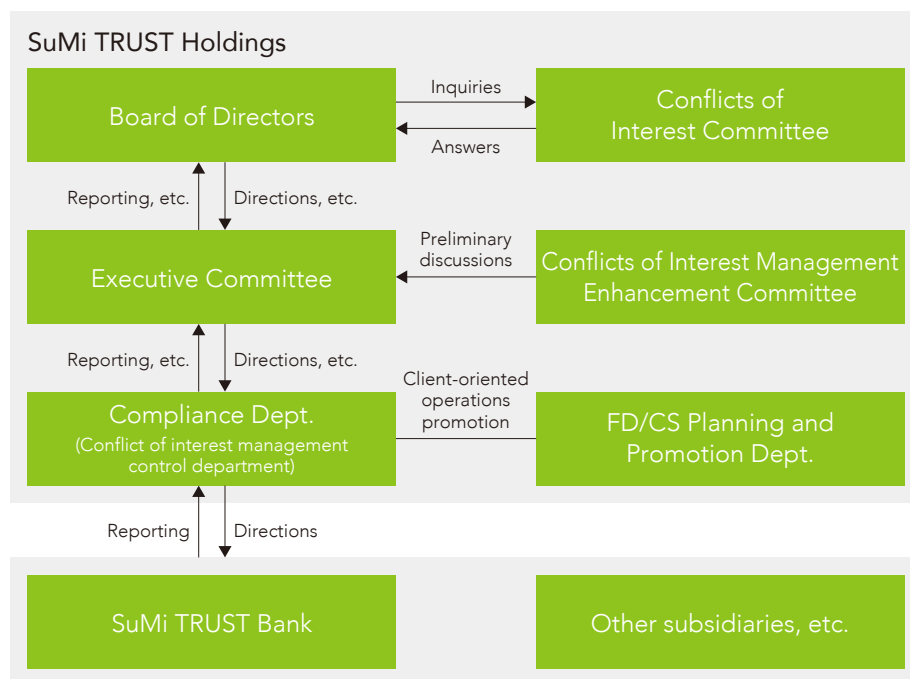 SuMi TRUST Holdings
Board of Directors
Inquiries
Answers
Conflicts of
Interest Committee
Reporting, etc.
Directions, etc.
Executive Committee
Preliminary
discussions
Conflicts of Interest Management
Enhancement Committee
Reporting, etc.
Directions, etc.
Compliance Dept.
(Conflict of interest management
control department)
Client-oriented
operations
promotion
FD/CS Planning and
Promotion Dept.
Reporting
Directions
SuMi TRUST Bank
Other subsidiaries, etc.